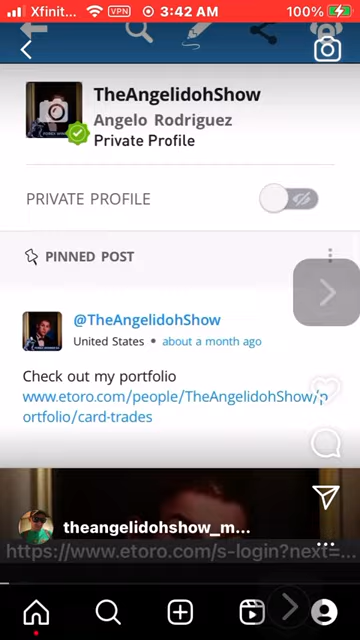 Xfinit...
VPN
3:42 AM
100%
TheAngelidohShow
Angelo Rodriguez
Private Profile
PRIVATE PROFILE
PINNED POST
@TheAngelidohShow
United States • about a month ago
Check out my portfolio
www.etoro.com/people/TheAngelidohShow/p
ortfolio/card-trades
theangelidohshow_m...
https://www.etoro.com/s-login?next=...